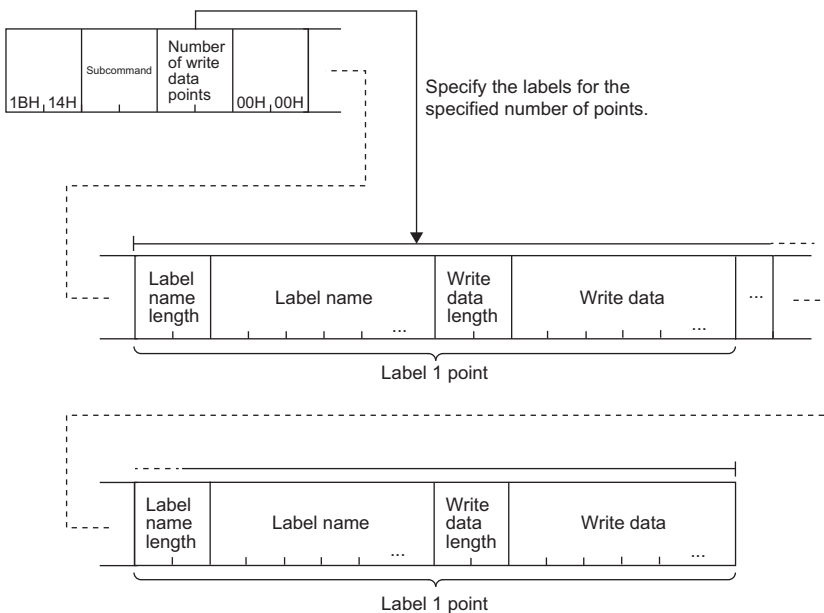 Number
of write
data
points
Subcommand
1BH 14H
00H 00H
Specify the labels for the
specified number of points.
Label
name
length
Label name
...
Write
data
length
Write data
...
...
Label 1 point
Label
name
length
Label name
...
Write
data
length
Write data
...
Label 1 point